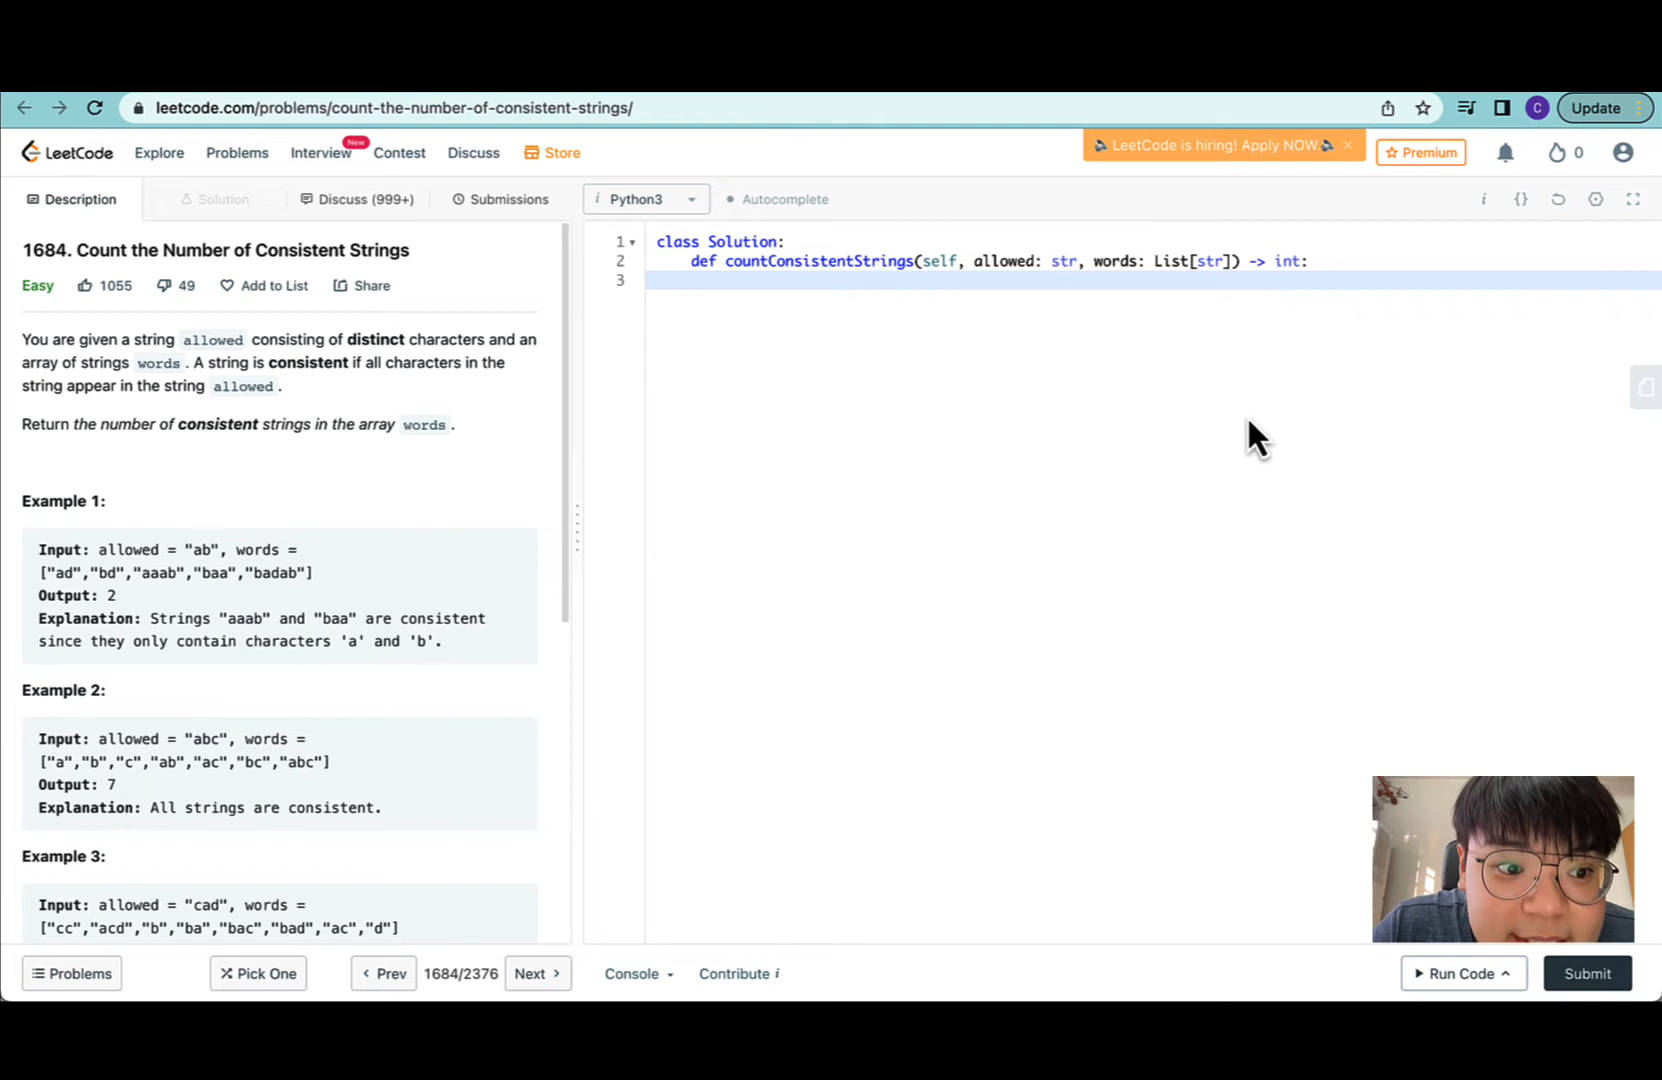 leetcode.com/problems/count-the-number-of-consistent-strings/
C
Update
LeetCode
Explore
Problems
Interview
New
Contest
Discuss
Store
LeetCode is hiring! Apply NOW
×
Premium
0
Description
Solution
Discuss (999+)
Submissions
i Python3
Autocomplete
i
{}
1684. Count the Number of Consistent Strings
Easy
1055
49
Add to List
Share
You are given a string allowed consisting of distinct characters and an
array of strings words. A string is consistent if all characters in the
string appear in the string allowed.
Return the number of consistent strings in the array words.
Example 1:
Input: allowed = "ab", words =
["ad","bd","aaab","baa","badab"]
Output: 2
Explanation: Strings "aaab" and "baa" are consistent
since they only contain characters 'a' and 'b'.
Example 2:
Input: allowed = "abc", words =
["a","b","c","ab","ac","bc","abc"]
Output: 7
Explanation: All strings are consistent.
Example 3:
Input: allowed = "cad", words =
["cc","acd","b","ba","bac","bad","ac","d"]
1 class Solution:
2 def countConsistentStrings(self, allowed: str, words: List[str]) -> int:
3
Problems
Pick One
Prev
1684/2376
Next
Console
Contribute i
Run Code
Submit